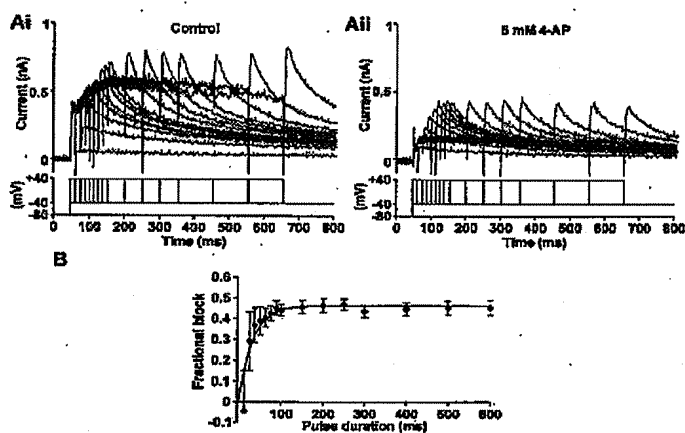 Ai
Control
1
0.5
0
Current (nA)
+40
-40
-80
(mV)
0 100 200 300 400 500 600 700 800
Time (ms)
Aii
5 mM 4-AP
1
0.5
0
Current (nA)
+40
-40
-80
(mV)
0 100 200 300 400 500 600 700 800
Time (ms)
B
0.6
0.5
0.4
0.3
0.2
0.1
0
-0.1
Fractional block
100 200 300 400 500 600
Pulse duration (ms)